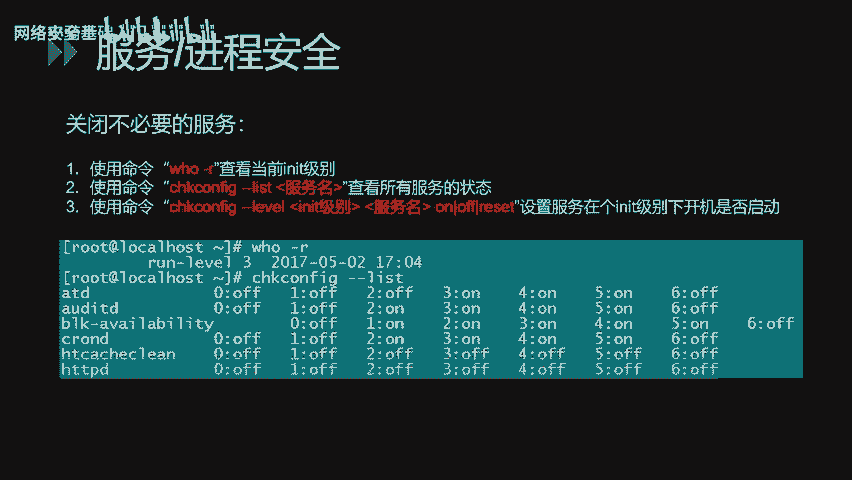 网络安全基础入门
服务/进程安全
关闭不必要的服务：
1. 使用命令“who -r”查看当前init级别
2. 使用命令“chkconfig --list <服务名>”查看所有服务的状态
3. 使用命令“chkconfig --level <init级别> <服务名> on|off|reset”设置服务在个init级别下开机是否启动
[root@localhost ~]# who -r
run-level 3 2017-05-02 17:04
[root@localhost ~]# chkconfig --list
atd 0:off 1:off 2:off 3:on 4:on 5:on 6:off
auditd 0:off 1:off 2:on 3:on 4:on 5:on 6:off
blk-availability 0:off 1:on 2:on 3:on 4:on 5:on 6:off
crond 0:off 1:off 2:on 3:on 4:on 5:on 6:off
htcacheclean 0:off 1:off 2:off 3:off 4:off 5:off 6:off
httpd 0:off 1:off 2:off 3:off 4:off 5:off 6:off